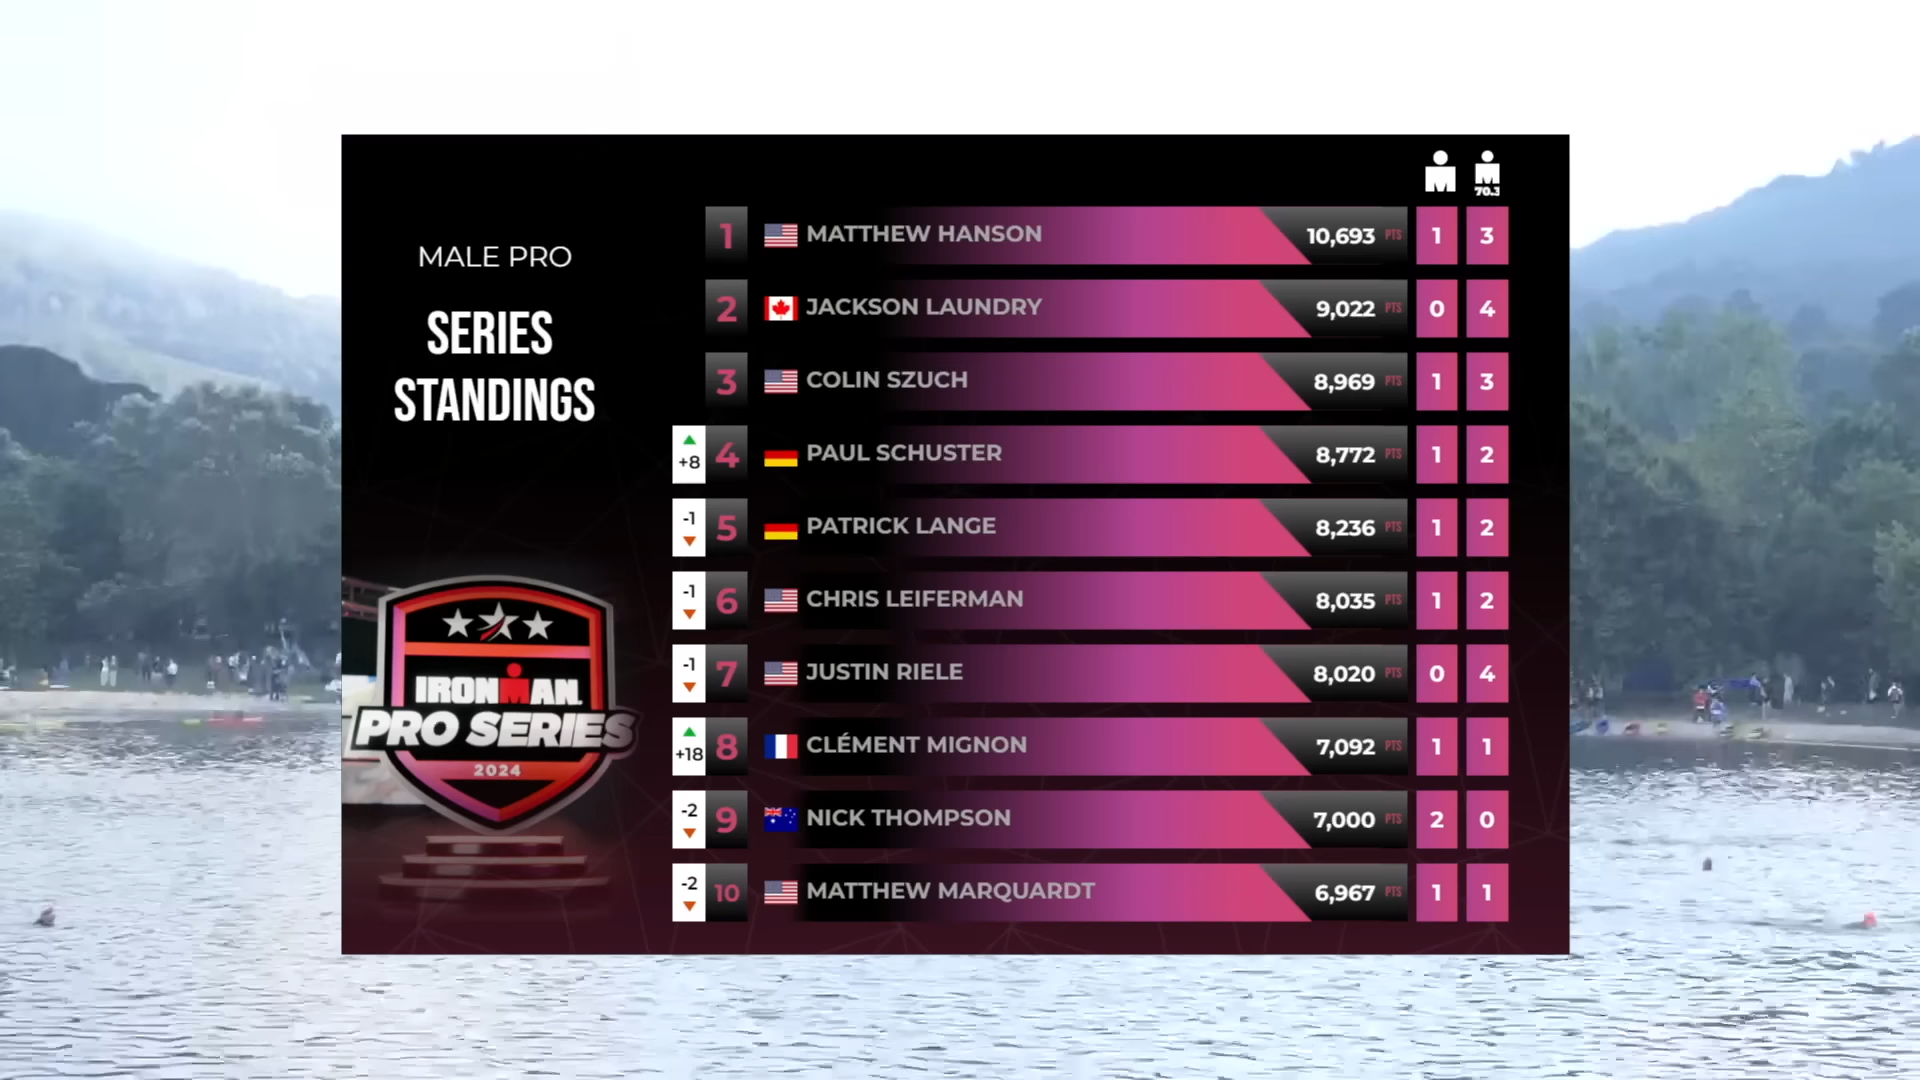 MALE PRO
SERIES
STANDINGS
IRONMAN
PRO SERIES
2024
70.3
1 MATTHEW HANSON 10,693 PTS 1 3
2 JACKSON LAUNDRY 9,022 PTS 0 4
3 COLIN SZUCH 8,969 PTS 1 3
+8 4 PAUL SCHUSTER 8,772 PTS 1 2
-1 5 PATRICK LANGE 8,236 PTS 1 2
-1 6 CHRIS LEIFERMAN 8,035 PTS 1 2
-1 7 JUSTIN RIELE 8,020 PTS 0 4
+18 8 CLÉMENT MIGNON 7,092 PTS 1 1
-2 9 NICK THOMPSON 7,000 PTS 2 0
-2 10 MATTHEW MARQUARDT 6,967 PTS 1 1